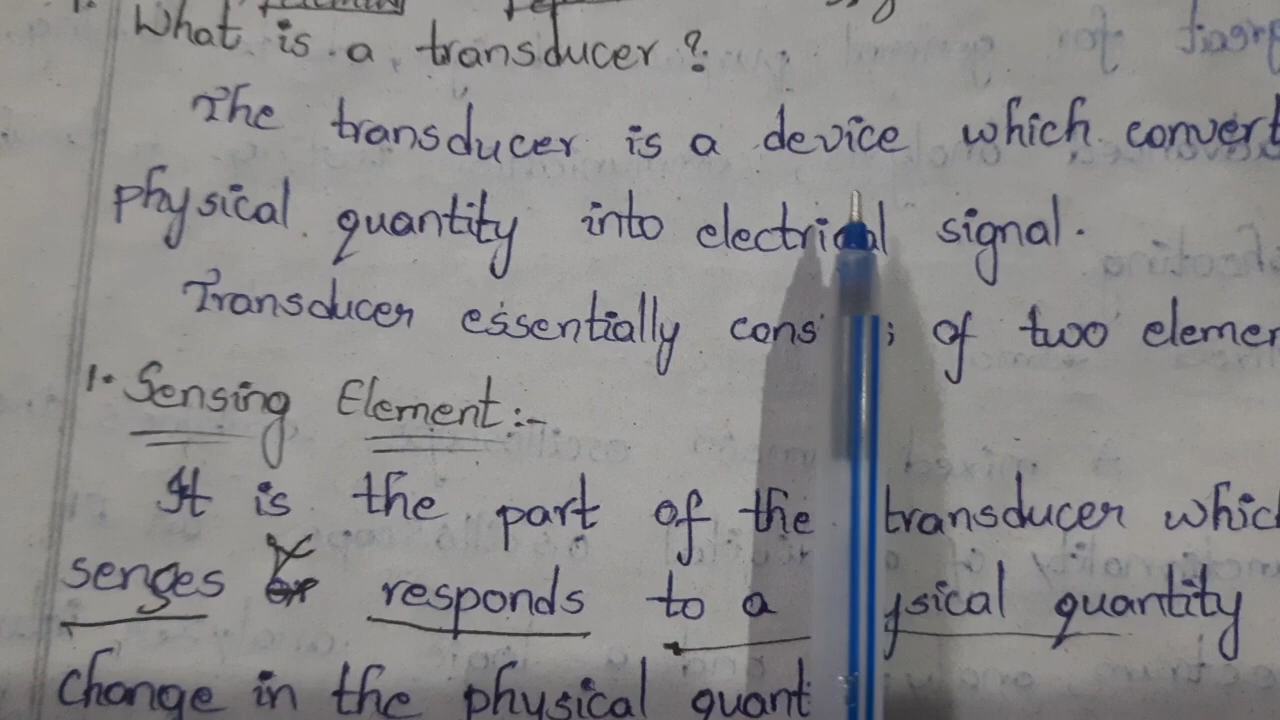 What is a transducer ?
The transducer is a device which convert
physical quantity into electrical signal.
Transducer essentially cons of two elemen
1. Sensing Element :-
It is the part of the transducer whic
senses responds to a ysical quantity
change in the physical quant